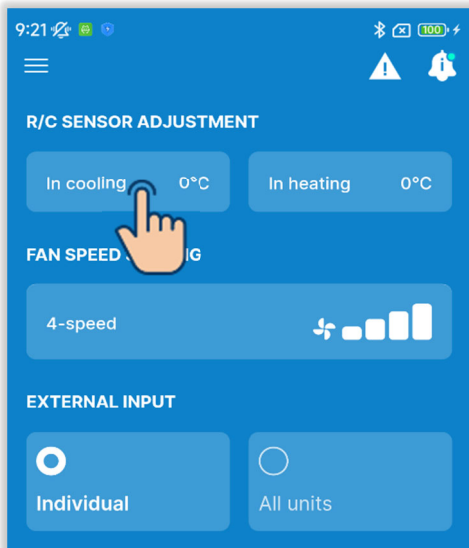 9:21
100
R/C SENSOR ADJUSTMENT
In cooling 0°C
In heating 0°C
FAN SPEED
4-speed
EXTERNAL INPUT
Individual
All units